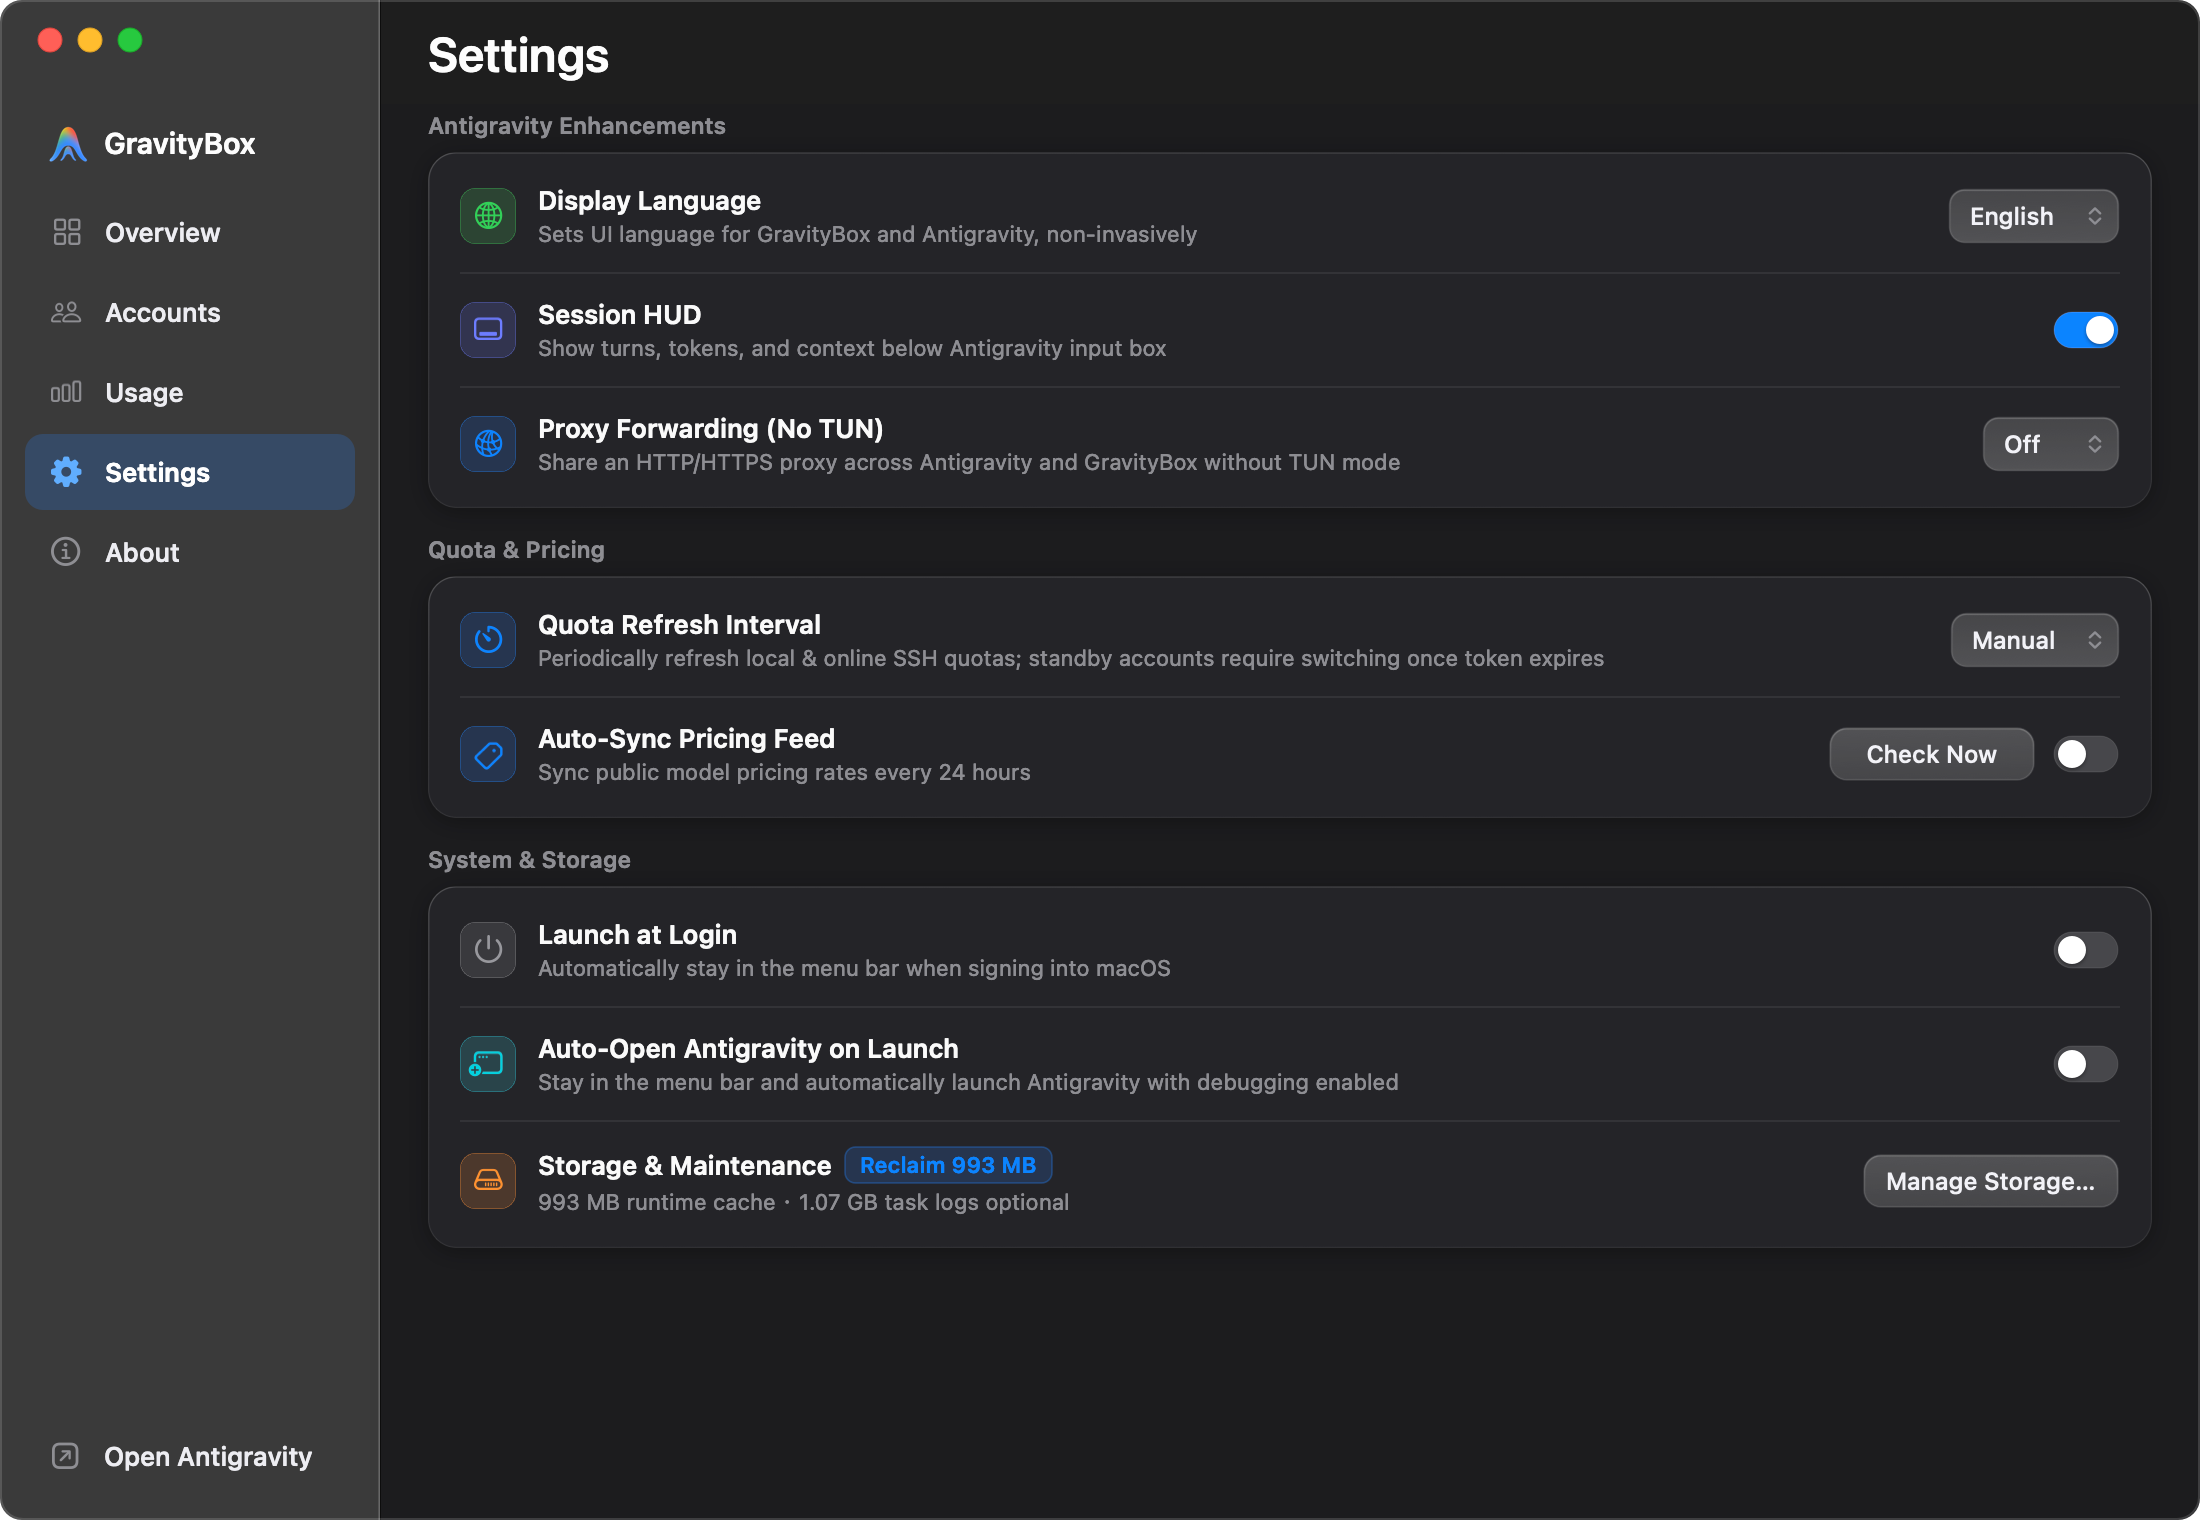 GravityBox
Overview
Accounts
Usage
Settings
About
Open Antigravity
Settings
Antigravity Enhancements
Display Language
Sets UI language for GravityBox and Antigravity, non-invasively
English
Session HUD
Show turns, tokens, and context below Antigravity input box
Proxy Forwarding (No TUN)
Share an HTTP/HTTPS proxy across Antigravity and GravityBox without TUN mode
Off
Quota & Pricing
Quota Refresh Interval
Periodically refresh local & online SSH quotas; standby accounts require switching once token expires
Manual
Auto-Sync Pricing Feed
Sync public model pricing rates every 24 hours
Check Now
System & Storage
Launch at Login
Automatically stay in the menu bar when signing into macOS
Auto-Open Antigravity on Launch
Stay in the menu bar and automatically launch Antigravity with debugging enabled
Storage & Maintenance Reclaim 993 MB
993 MB runtime cache · 1.07 GB task logs optional
Manage Storage...